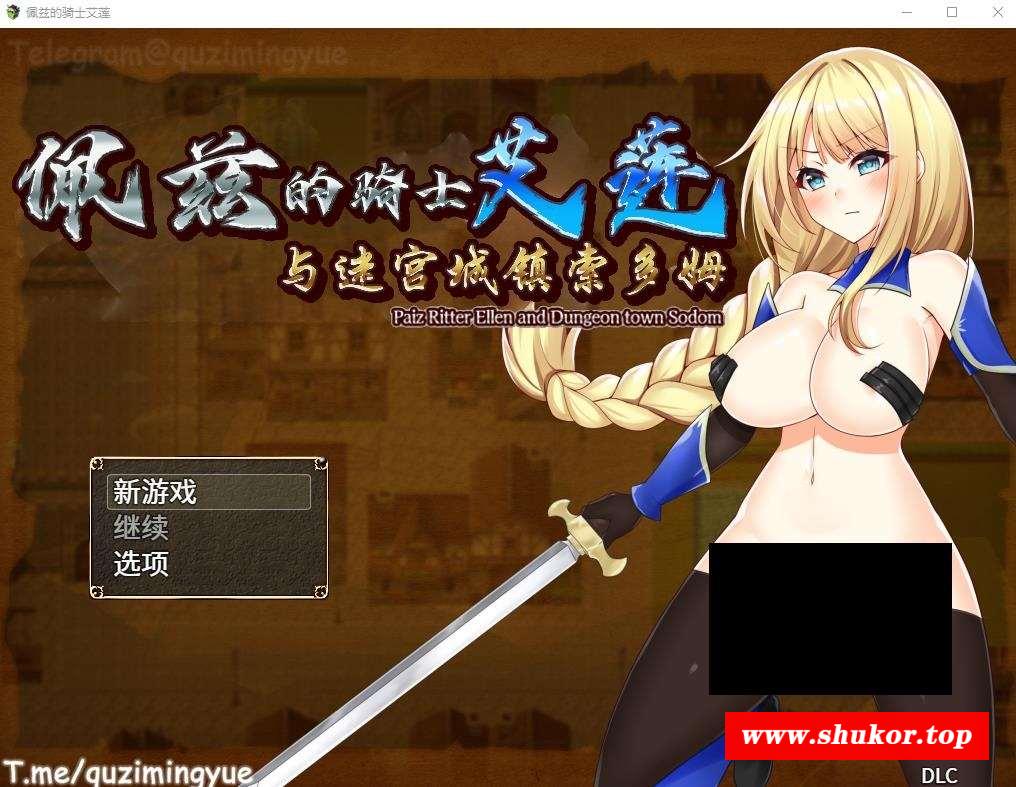 佩兹的骑士艾莲
Telegram@quzimingyue
佩兹的骑士艾莲
与迷宫城镇索多姆
Paiz Ritter Ellen and Dungeon town Sodom
新游戏
继续
选项
www.shukor.top
T.me/quzimingyue
DLC